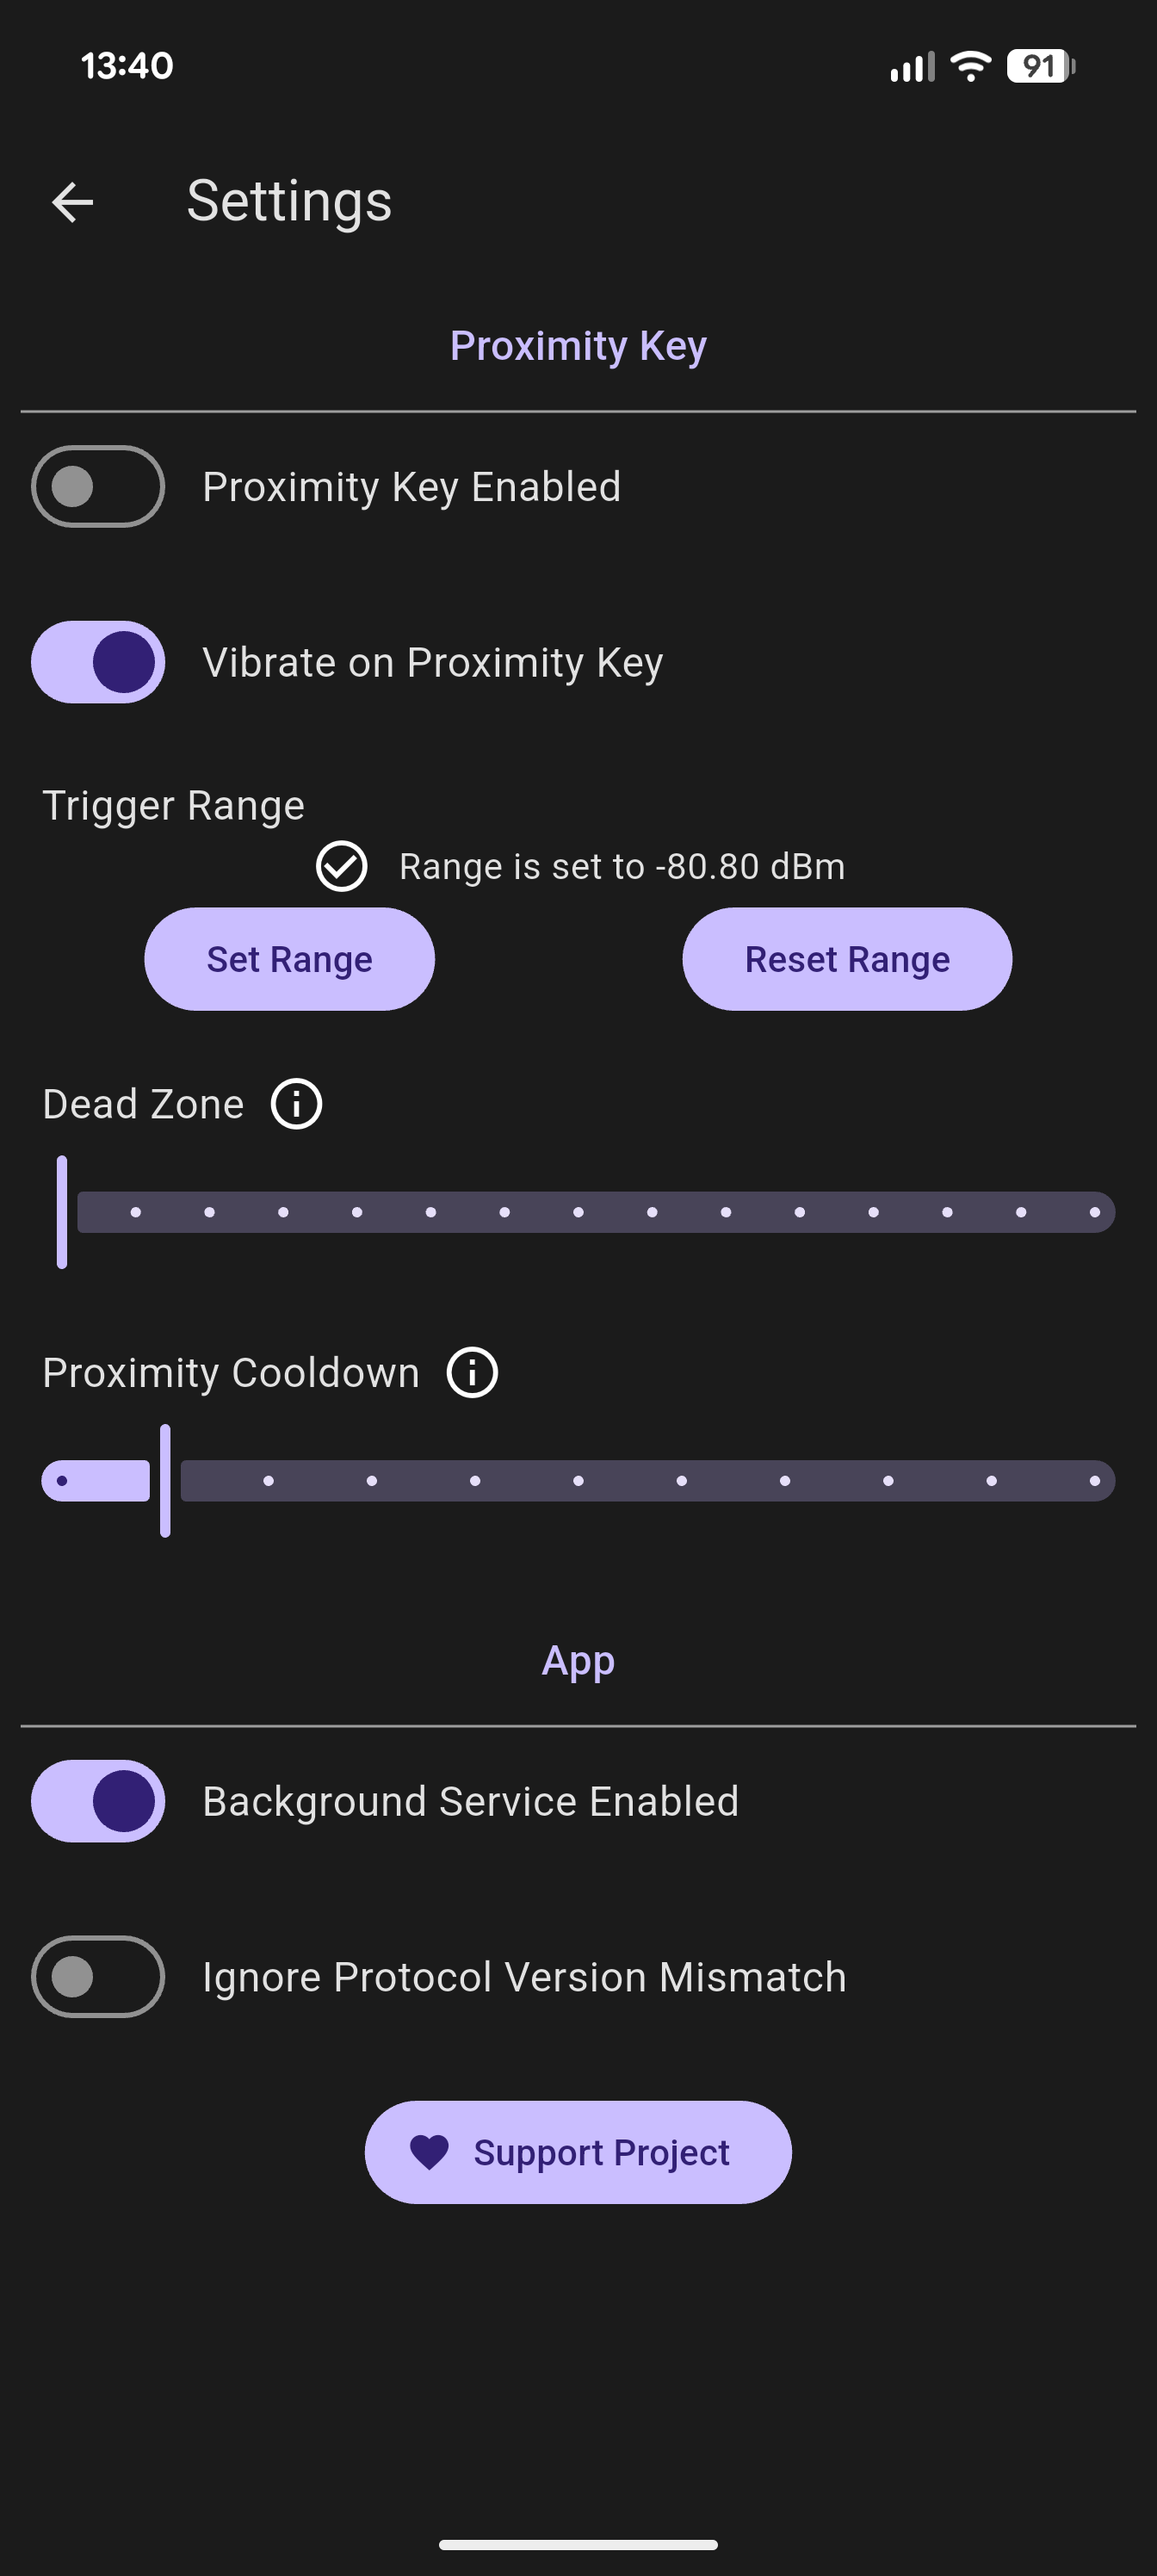 13:40
91
Settings
Proximity Key
Proximity Key Enabled
Vibrate on Proximity Key
Trigger Range
Range is set to -80.80 dBm
Set Range
Reset Range
Dead Zone
Proximity Cooldown
App
Background Service Enabled
Ignore Protocol Version Mismatch
Support Project